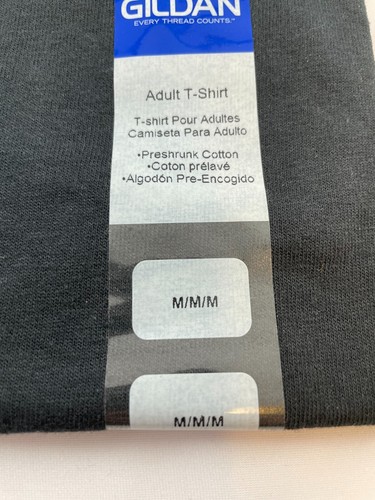 GILDAN
EVERY THREAD COUNTS.™
Adult T-Shirt
T-shirt Pour Adultes
Camiseta Para Adulto
•Preshrunk Cotton
•Coton prélavé
•Algodón Pre-Encogido
M/M/M
M/M/M